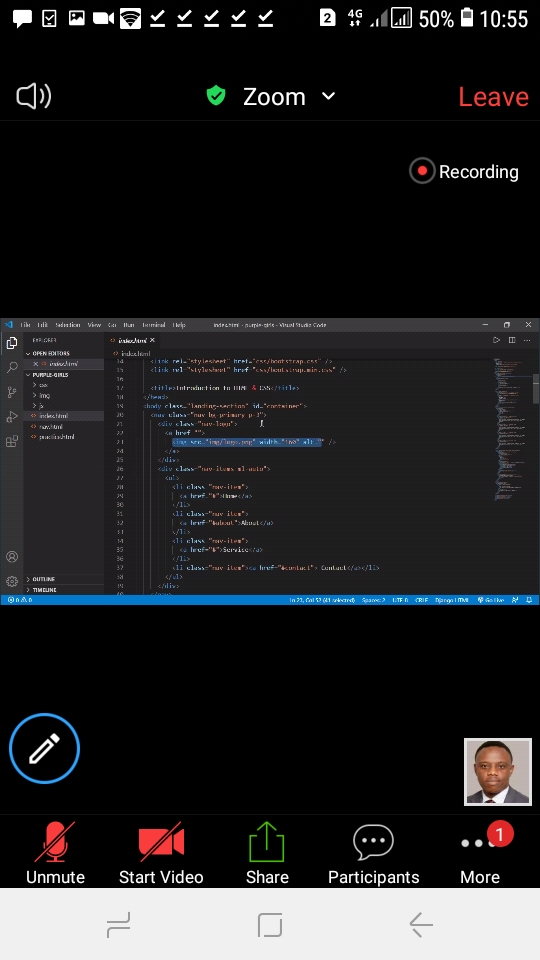 2 4G 50% 10:55
Zoom Leave
Recording
File Edit Selection View Go Run Terminal Help index.html - purple-girls - Visual Studio Code
EXPLORER index.html
OPEN EDITORS index.html
index.html
PURPLE-GIRLS
css
img
js
index.html
nav.html
practice.html
OUTLINE
TIMELINE
14 <link rel="stylesheet" href="css/bootstrap.css" />
15 <link rel="stylesheet" href="css/bootstrap.min.css" />
16
17 <title>Introduction to HTML & CSS</title>
18 </head>
19 <body class="landing-section" id="container">
20 <nav class="nav bg-primary p-3">
21 <div class="nav-logo">
22 <a href="">
23 <img src="img/logo.png" width="160" alt="" />
24 </a>
25 </div>
26 <div class="nav-items ml-auto">
27 <ul>
28 <li class="nav-item">
29 <a href="#">Home</a>
30 </li>
31 <li class="nav-item">
32 <a href="#about">About</a>
33 </li>
34 <li class="nav-item">
35 <a href="#">Service</a>
36 </li>
37 <li class="nav-item"><a href="#contact"> Contact</a></li>
38 </ul>
39 </div>
0 0 Ln 23, Col 52 (41 selected) Spaces: 2 UTF-8 CRLF Django HTML Go Live
1
Unmute Start Video Share Participants More